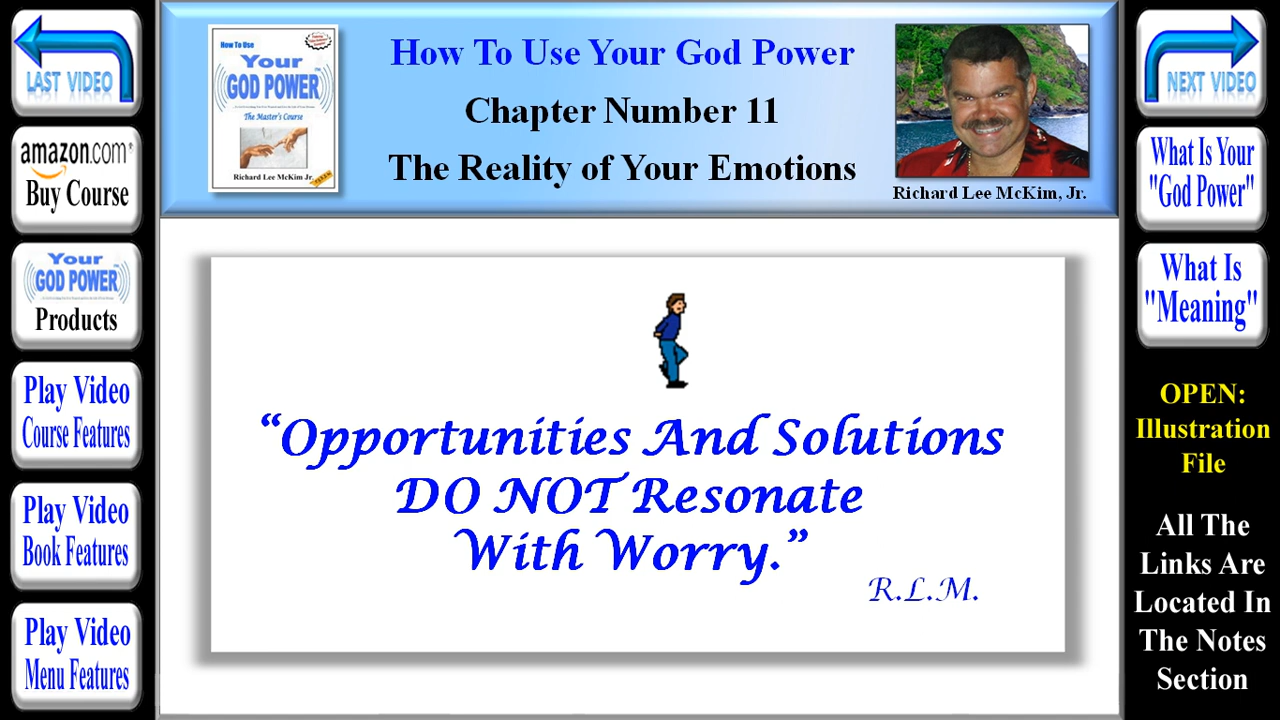 LAST VIDEO
amazon.com
Buy Course
Your
GOD POWER
Products
Play Video
Course Features
Play Video
Book Features
Play Video
Menu Features
How To Use
Your
GOD POWER
The Master's Course
Richard Lee McKim Jr.
How To Use Your God Power
Chapter Number 11
The Reality of Your Emotions
Richard Lee McKim, Jr.
“Opportunities And Solutions
DO NOT Resonate
With Worry.”
R.L.M.
NEXT VIDEO
What Is Your
"God Power"
What Is
"Meaning"
OPEN:
Illustration
File
All The
Links Are
Located In
The Notes
Section